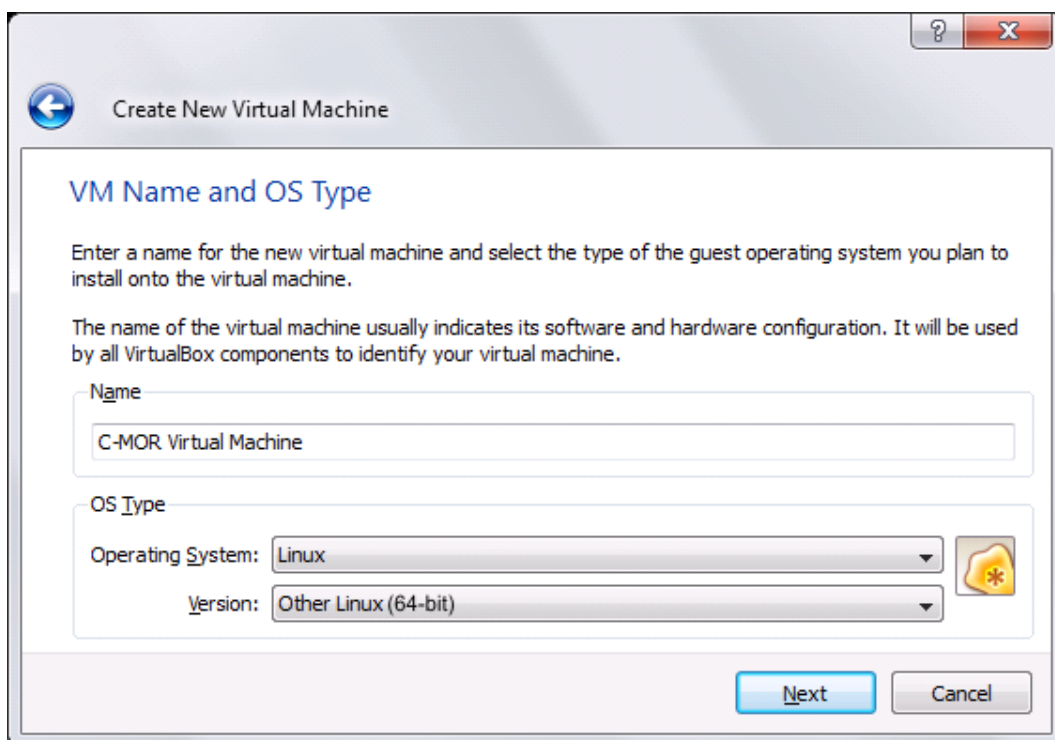 Create New Virtual Machine
VM Name and OS Type
Enter a name for the new virtual machine and select the type of the guest operating system you plan to
install onto the virtual machine.
The name of the virtual machine usually indicates its software and hardware configuration. It will be used
by all VirtualBox components to identify your virtual machine.
Name
C-MOR Virtual Machine
OS Type
Operating System: Linux
Version: Other Linux (64-bit)
Next Cancel